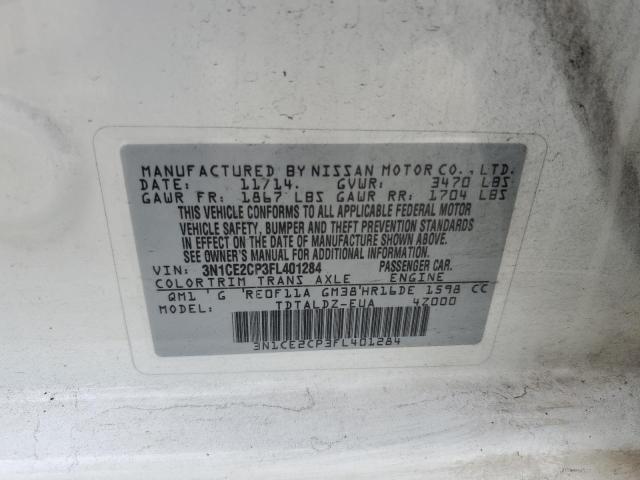 MANUFACTURED BY NISSAN MOTOR CO., LTD.
DATE: 11/14. GVWR: 3470 LBS
GAWR FR: 1867 LBS GAWR RR: 1704 LBS
THIS VEHICLE CONFORMS TO ALL APPLICABLE FEDERAL MOTOR
VEHICLE SAFETY, BUMPER AND THEFT PREVENTION STANDARDS
IN EFFECT ON THE DATE OF MANUFACTURE SHOWN ABOVE.
SEE OWNER'S MANUAL FOR ADDITIONAL INFORMATION.
VIN: 3N1CE2CP3FL401284 PASSENGER CAR.
COLOR TRIM TRANS AXLE ENGINE
QM1 G RE0F11A GM38 HR16DE 1598 CC
MODEL: TDTALDZ-EUA 4Z000
3N1CE2CP3FL401284